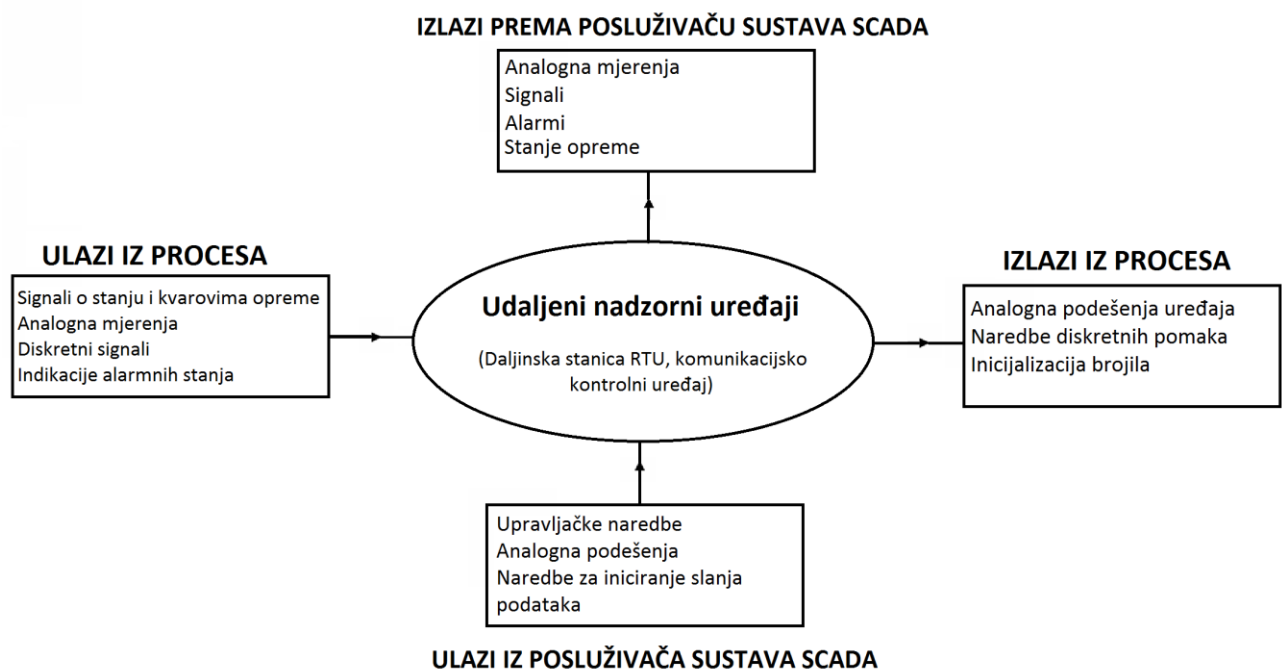 IZLAZI PREMA POSLUŽIVAČU SUSTAVA SCADA
Analogna mjerenja
Signali
Alarmi
Stanje opreme
ULAZI IZ PROCESA
Signali o stanju i kvarovima opreme
Analogna mjerenja
Diskretni signali
Indikacije alarmnih stanja
Udaljeni nadzorni uređaji
(Daljinska stanica RTU, komunikacijsko
kontrolni uređaj)
IZLAZI IZ PROCESA
Analogna podešenja uređaja
Naredbe diskretnih pomaka
Inicijalizacija brojila
Upravljačke naredbe
Analogna podešenja
Naredbe za iniciranje slanja
podataka
ULAZI IZ POSLUŽIVAČA SUSTAVA SCADA